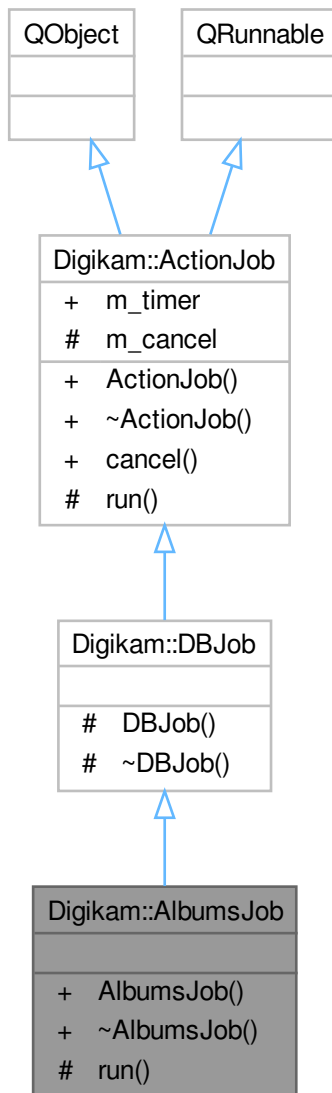 QObject
QRunnable
Digikam::ActionJob
+ m_timer
# m_cancel
+ ActionJob()
+ ~ActionJob()
+ cancel()
# run()
Digikam::DBJob
# DBJob()
# ~DBJob()
Digikam::AlbumsJob
+ AlbumsJob()
+ ~AlbumsJob()
# run()